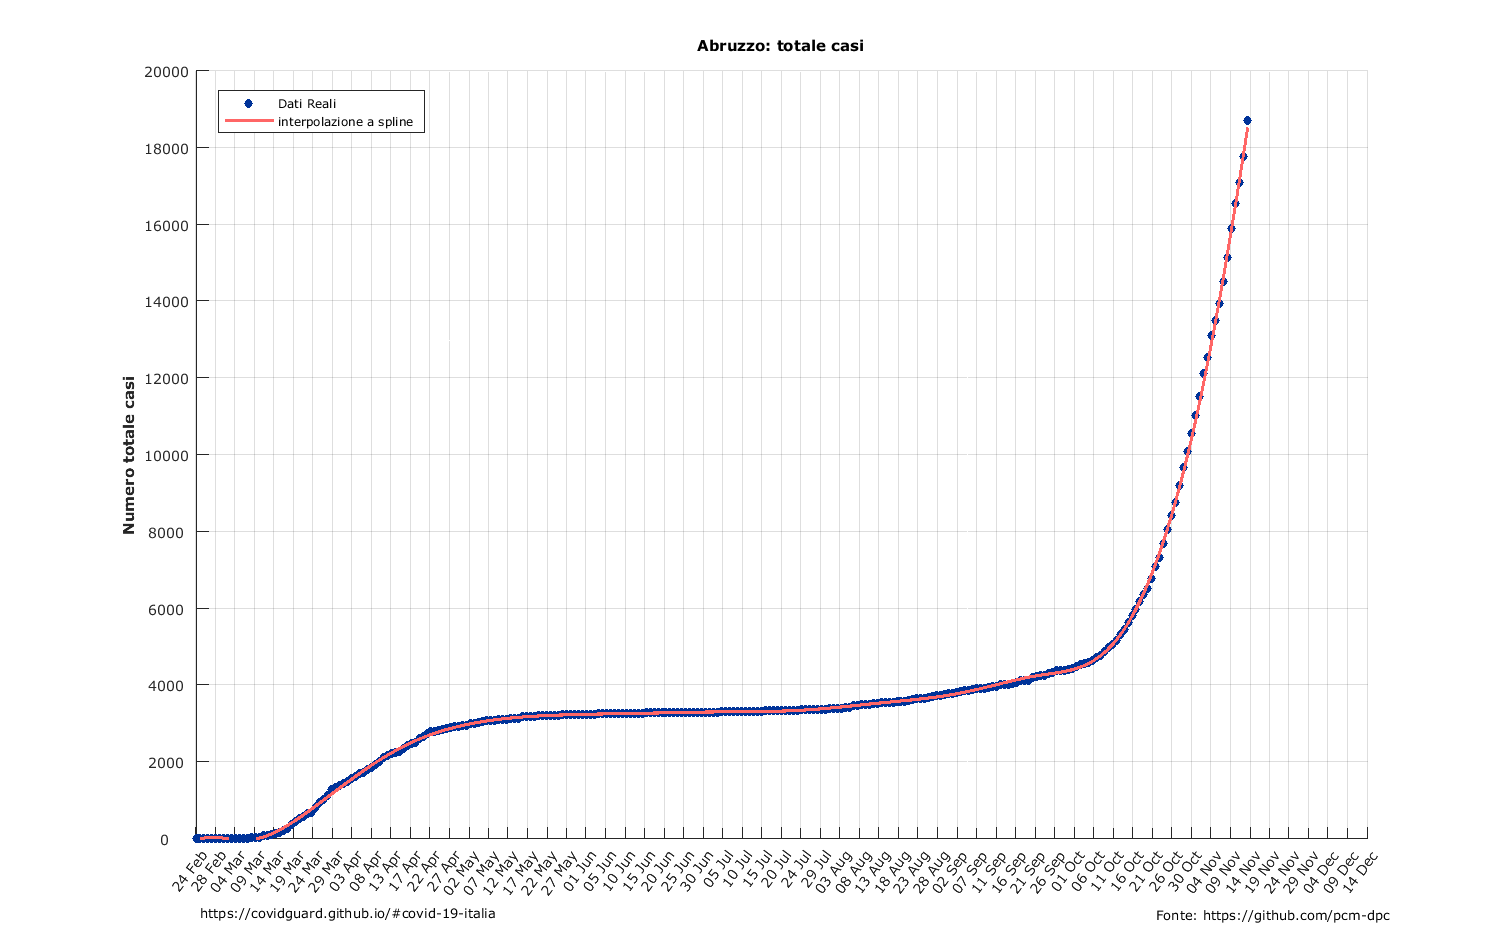 Abruzzo: totale casi
20000
18000
16000
14000
12000
10000
8000
6000
4000
2000
0
Numero totale casi
Dati Reali
interpolazione a spline
24 Feb
28 Feb
04 Mar
09 Mar
14 Mar
19 Mar
24 Mar
29 Mar
03 Apr
08 Apr
13 Apr
17 Apr
22 Apr
27 Apr
02 May
07 May
12 May
17 May
22 May
27 May
01 Jun
05 Jun
10 Jun
15 Jun
20 Jun
25 Jun
30 Jun
05 Jul
10 Jul
15 Jul
20 Jul
24 Jul
29 Jul
03 Aug
08 Aug
13 Aug
18 Aug
23 Aug
28 Aug
02 Sep
07 Sep
11 Sep
16 Sep
21 Sep
26 Sep
01 Oct
06 Oct
11 Oct
16 Oct
21 Oct
26 Oct
30 Oct
04 Nov
09 Nov
14 Nov
19 Nov
24 Nov
29 Nov
04 Dec
09 Dec
14 Dec
https://covidguard.github.io/#covid-19-italia
Fonte: https://github.com/pcm-dpc